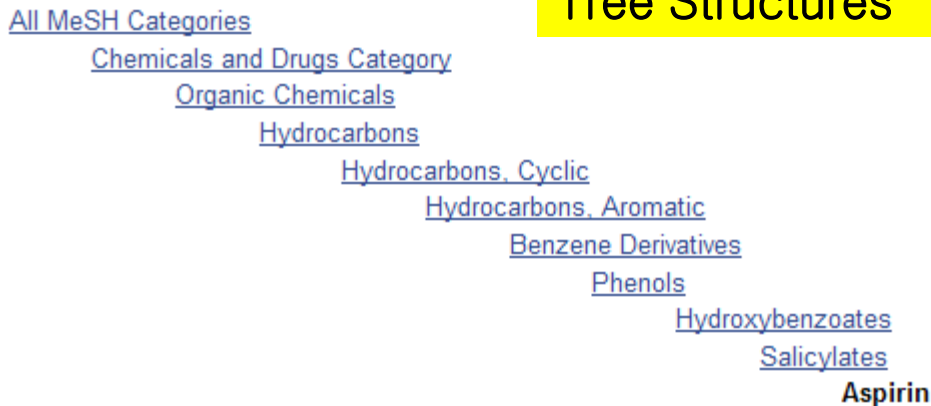 Tree Structures
All MeSH Categories
Chemicals and Drugs Category
Organic Chemicals
Hydrocarbons
Hydrocarbons, Cyclic
Hydrocarbons, Aromatic
Benzene Derivatives
Phenols
Hydroxybenzoates
Salicylates
Aspirin